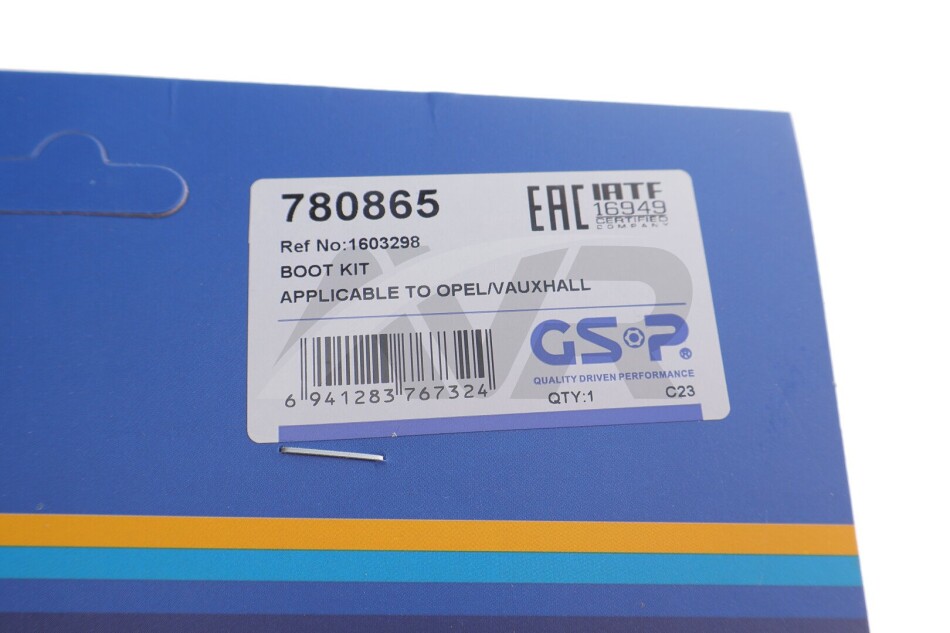 780865
EAC
IATF
16949
CERTIFIED
COMPANY
Ref No:1603298
BOOT KIT
APPLICABLE TO OPEL/VAUXHALL
AVR
GSP®
QUALITY DRIVEN PERFORMANCE
6 941283 767324
QTY:1
C23